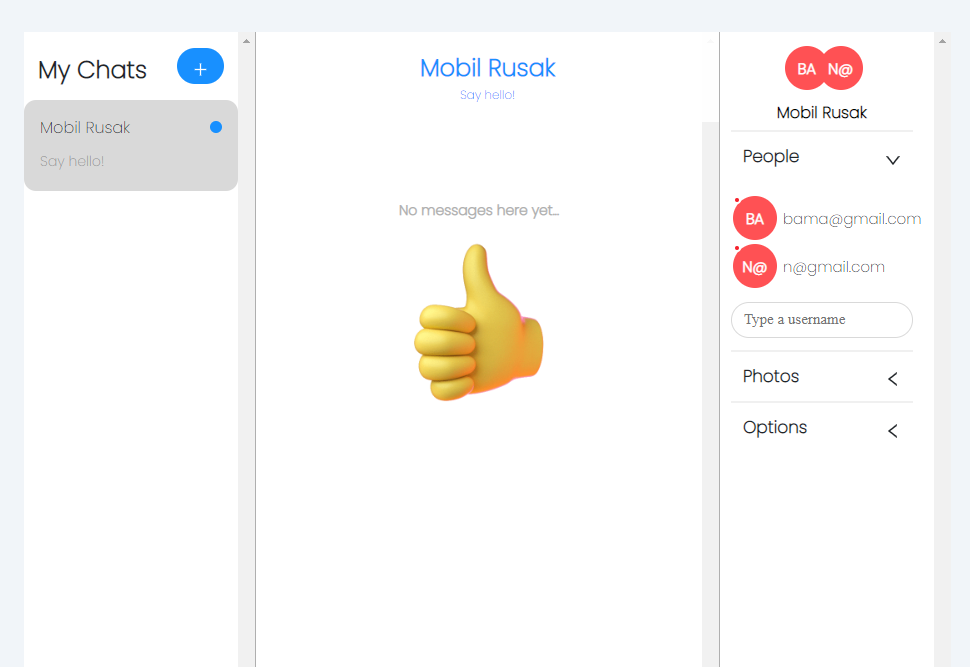 My Chats
+
Mobil Rusak
Say hello!
Mobil Rusak
Say hello!
No messages here yet...
BA N@
Mobil Rusak
People
BA bama@gmail.com
N@ n@gmail.com
Type a username
Photos
Options